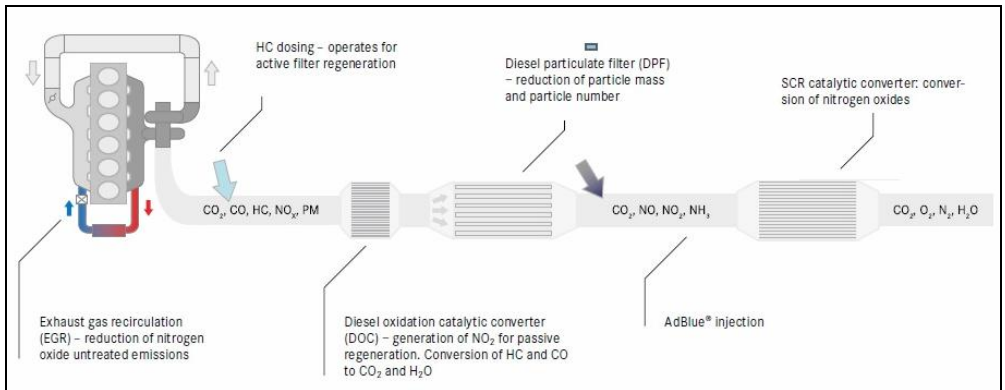 HC dosing – operates for
active filter regeneration
Diesel particulate filter (DPF)
– reduction of particle mass
and particle number
SCR catalytic converter: conver-
sion of nitrogen oxides
CO₂, CO, HC, NOₓ, PM
CO₂, NO, NO₂, NH₃
CO₂, O₂, N₂, H₂O
Exhaust gas recirculation
(EGR) – reduction of nitrogen
oxide untreated emissions
Diesel oxidation catalytic converter
(DOC) – generation of NO₂ for passive
regeneration. Conversion of HC and CO
to CO₂ and H₂O
AdBlue® injection